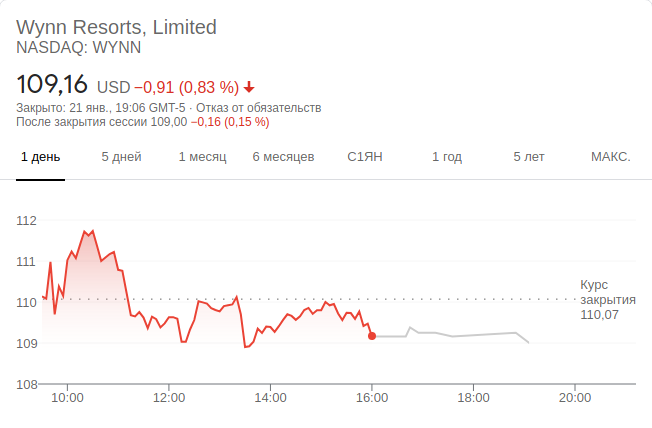 Wynn Resorts, Limited
NASDAQ: WYNN
109,16 USD −0,91 (0,83 %)
Закрыто: 21 янв., 19:06 GMT-5 · Отказ от обязательств
После закрытия сессии 109,00 −0,16 (0,15 %)
1 день 5 дней 1 месяц 6 месяцев С1ЯН 1 год 5 лет МАКС.
112
111
110
109
108
Курс
закрытия
110,07
10:00 12:00 14:00 16:00 18:00 20:00